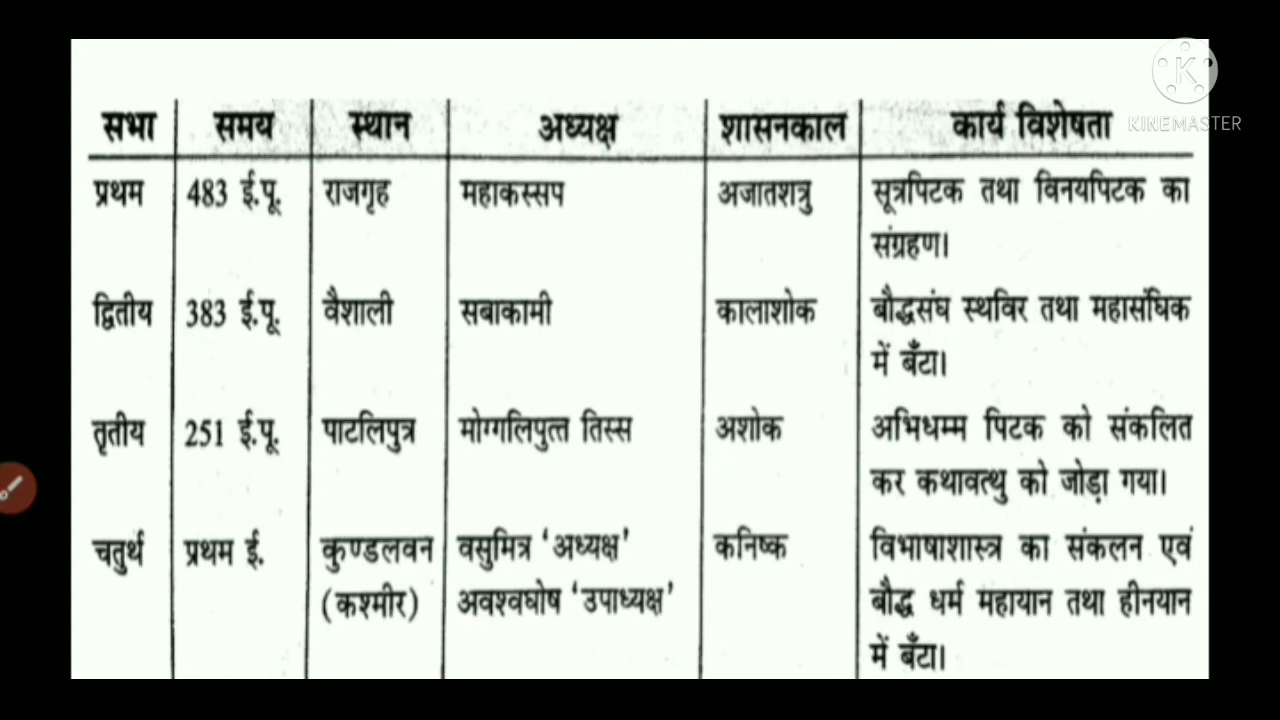 KINEMASTER
सभा समय स्थान अध्यक्ष शासनकाल कार्य विशेषता
प्रथम 483 ई.पू. राजगृह महाकस्सप अजातशत्रु सूत्रपिटक तथा विनयपिटक का
संग्रहण।
द्वितीय 383 ई.पू. वैशाली सबाकामी कालाशोक बौद्धसंघ स्थविर तथा महासंघिक
में बँटा।
तृतीय 251 ई.पू. पाटलिपुत्र मोग्गलिपुत्त तिस्स अशोक अभिधम्म पिटक को संकलित
कर कथावत्थु को जोड़ा गया।
चतुर्थ प्रथम ई. कुण्डलवन वसुमित्र ‘अध्यक्ष’ कनिष्क विभाषाशास्त्र का संकलन एवं
(कश्मीर) अवश्वघोष ‘उपाध्यक्ष’ बौद्ध धर्म महायान तथा हीनयान
में बँटा।